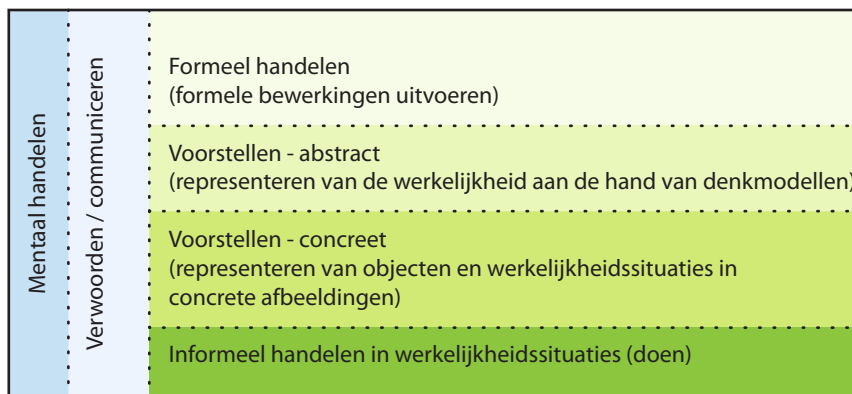 Mentaal handelen
Verwoorden / communiceren
Formeel handelen
(formele bewerkingen uitvoeren)
Voorstellen - abstract
(representeren van de werkelijkheid aan de hand van denkmodellen)
Voorstellen - concreet
(representeren van objecten en werkelijkheidssituaties in
concrete afbeeldingen)
Informeel handelen in werkelijkheidssituaties (doen)